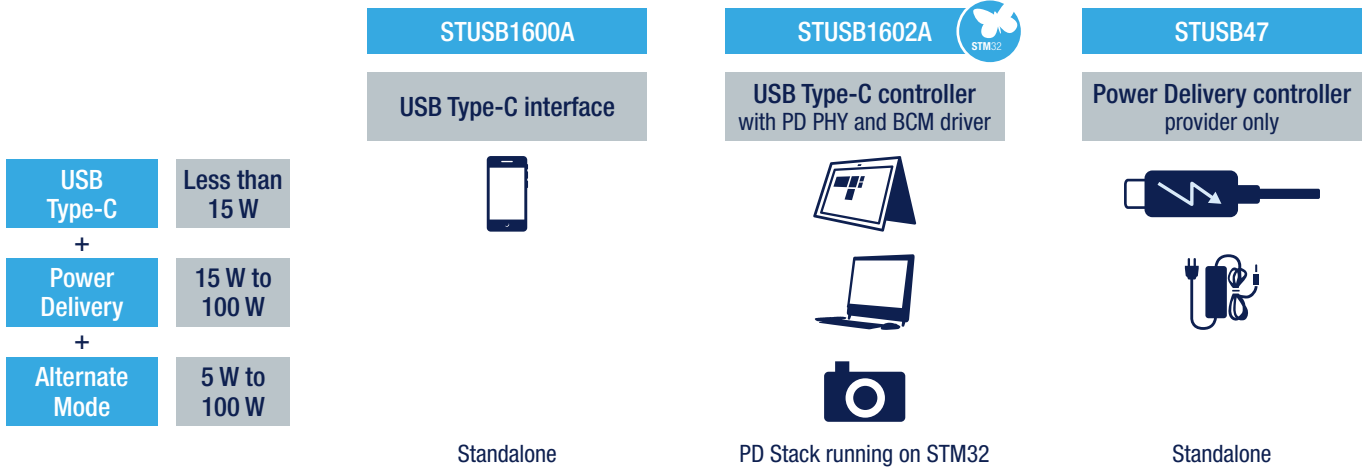 STUSB1600A
STUSB1602A
STM32
STUSB47
USB Type-C interface
USB Type-C controller
with PD PHY and BCM driver
Power Delivery controller
provider only
USB
Type-C
Less than
15 W
+
Power
Delivery
15 W to
100 W
+
Alternate
Mode
5 W to
100 W
Standalone
PD Stack running on STM32
Standalone